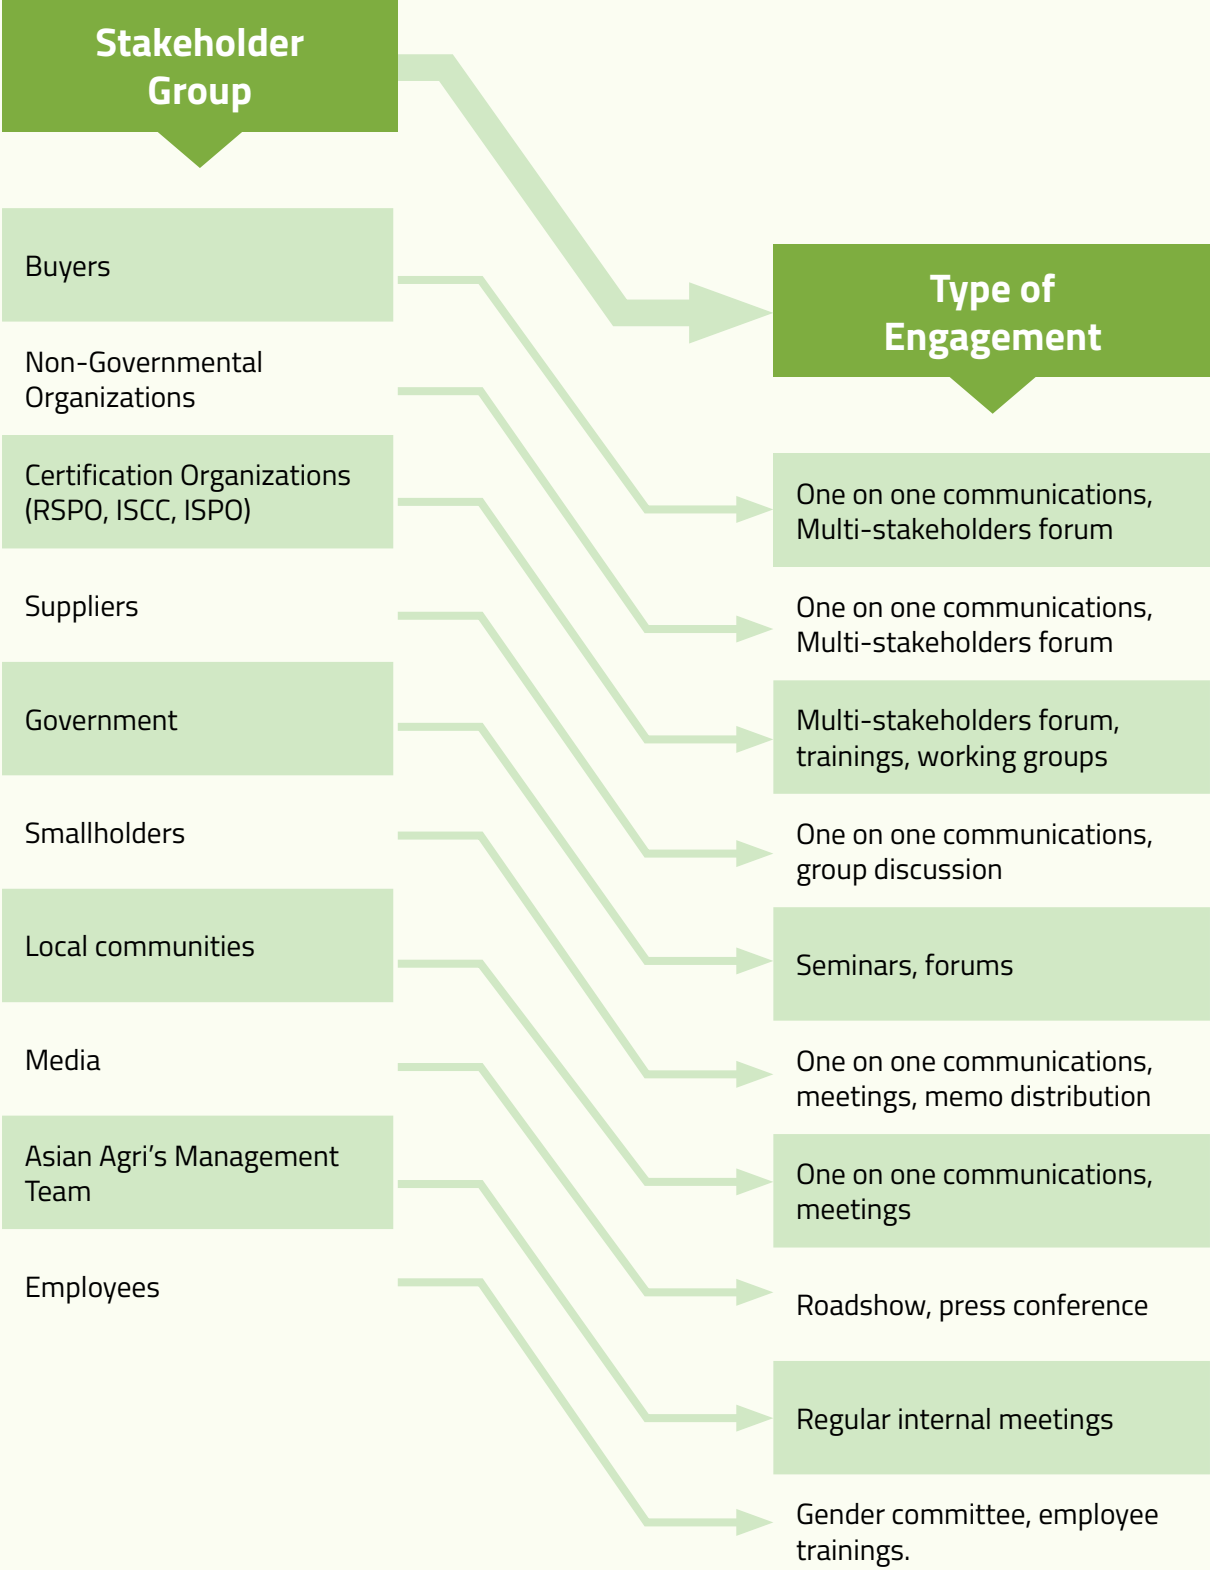 Stakeholder
Group
Buyers
Non-Governmental
Organizations
Certification Organizations
(RSPO, ISCC, ISPO)
Suppliers
Government
Smallholders
Local communities
Media
Asian Agri’s Management
Team
Employees
Type of
Engagement
One on one communications,
Multi-stakeholders forum
One on one communications,
Multi-stakeholders forum
Multi-stakeholders forum,
trainings, working groups
One on one communications,
group discussion
Seminars, forums
One on one communications,
meetings, memo distribution
One on one communications,
meetings
Roadshow, press conference
Regular internal meetings
Gender committee, employee
trainings.